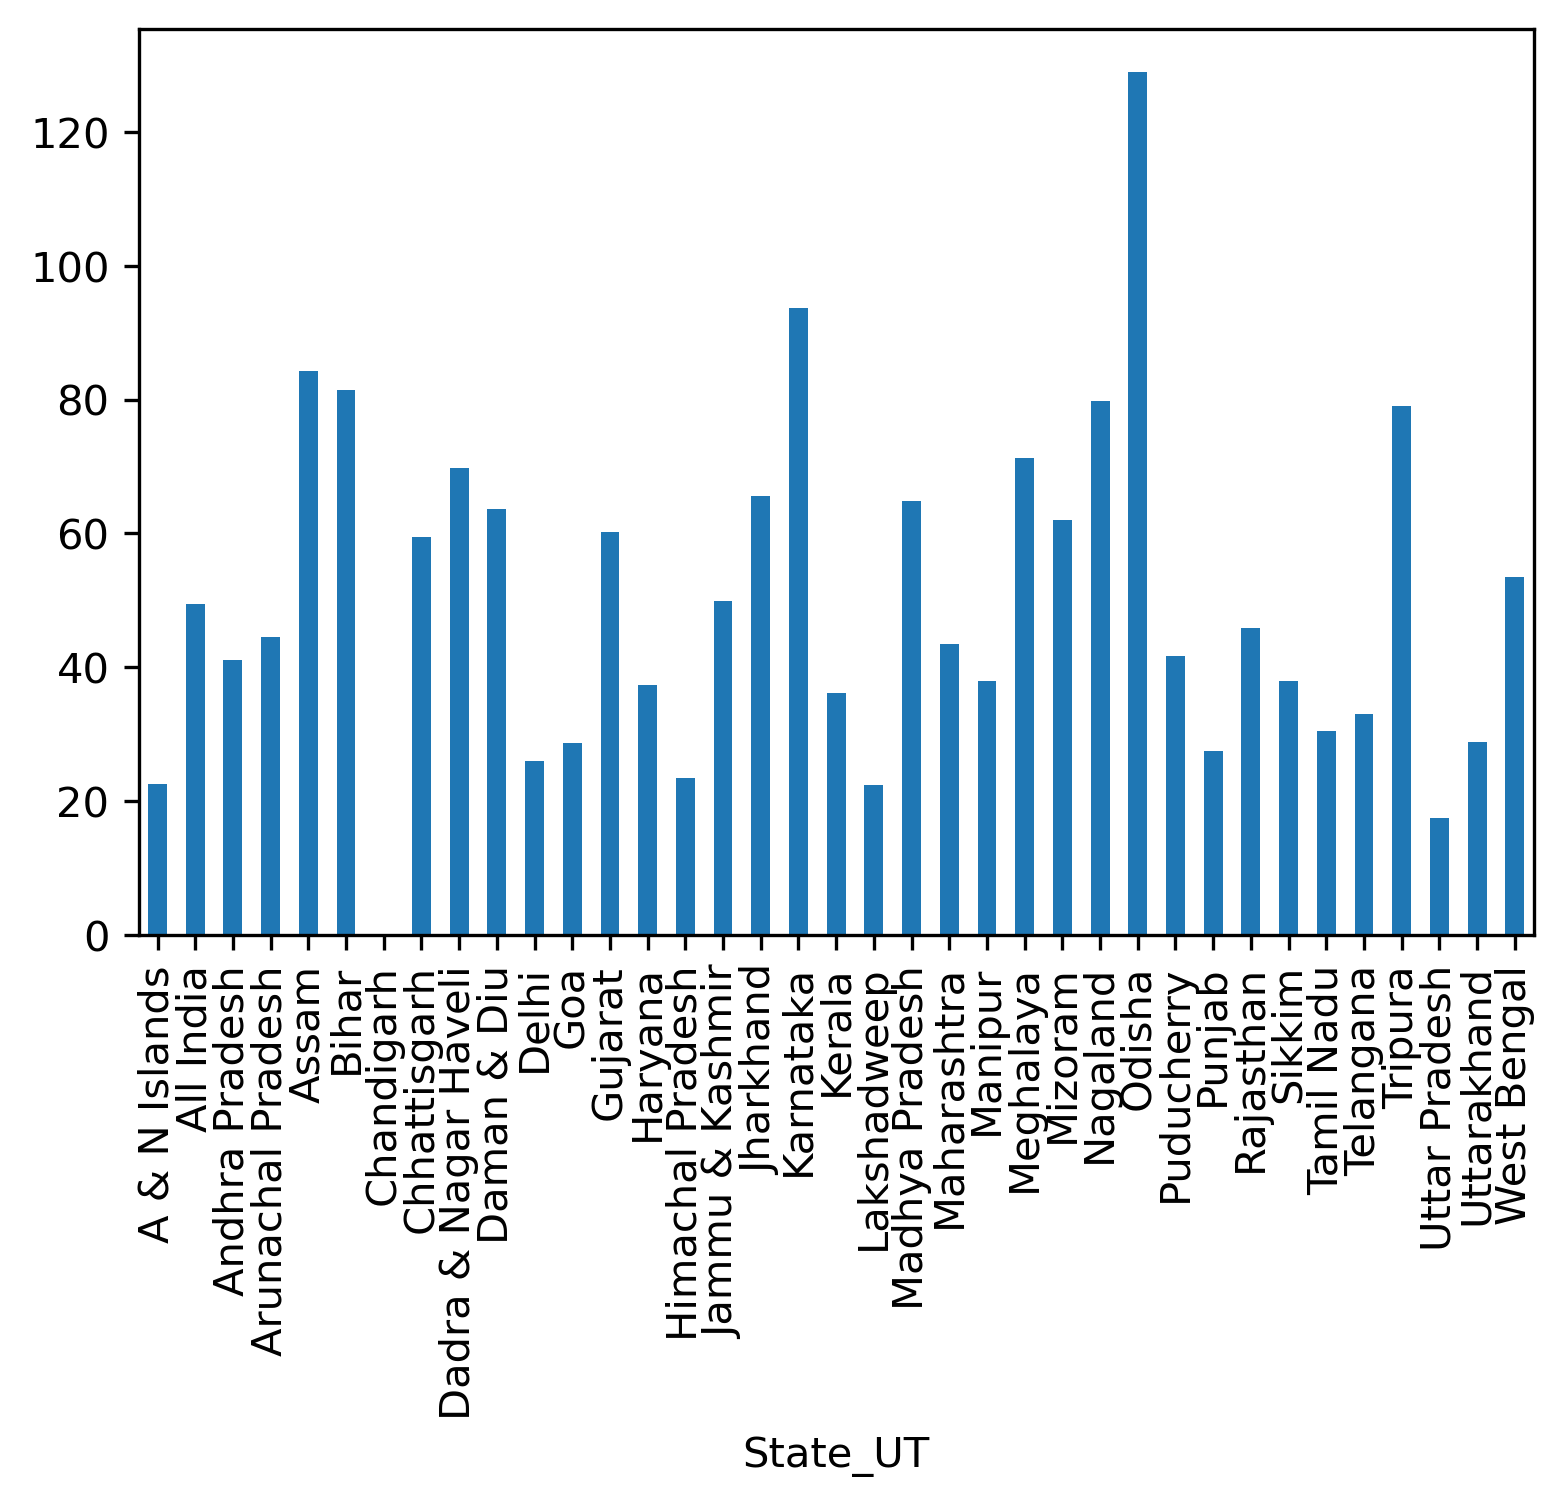 120
100
80
60
40
20
0
A & N Islands
All India
Andhra Pradesh
Arunachal Pradesh
Assam
Bihar
Chandigarh
Chhattisgarh
Dadra & Nagar Haveli
Daman & Diu
Delhi
Goa
Gujarat
Haryana
Himachal Pradesh
Jammu & Kashmir
Jharkhand
Karnataka
Kerala
Lakshadweep
Madhya Pradesh
Maharashtra
Manipur
Meghalaya
Mizoram
Nagaland
Odisha
Puducherry
Punjab
Rajasthan
Sikkim
Tamil Nadu
Telangana
Tripura
Uttar Pradesh
Uttarakhand
West Bengal
State_UT